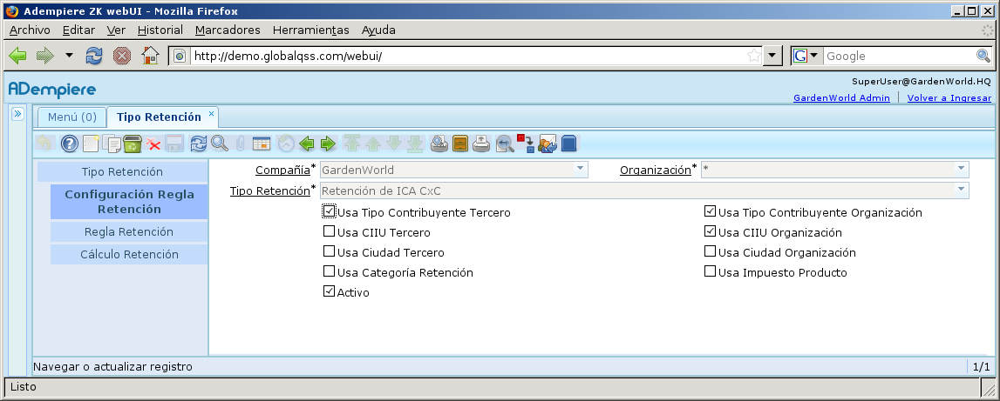 Adempiere ZK webUI - Mozilla Firefox
Archivo Editar Ver Historial Marcadores Herramientas Ayuda
http://demo.globalqss.com/webui/ G Google
ADempiere SuperUser@GardenWorld.HQ
GardenWorld Admin Volver a Ingresar
Menú (0) Tipo Retención
Tipo Retención Compañía* GardenWorld Organización* *
Configuración Regla Retención Tipo Retención* Retención de ICA CxC
Usa Tipo Contribuyente Tercero Usa Tipo Contribuyente Organización
Regla Retención Usa CIIU Tercero Usa CIIU Organización
Cálculo Retención Usa Ciudad Tercero Usa Ciudad Organización
Usa Categoría Retención Usa Impuesto Producto
Activo
Navegar o actualizar registro 1/1
Listo